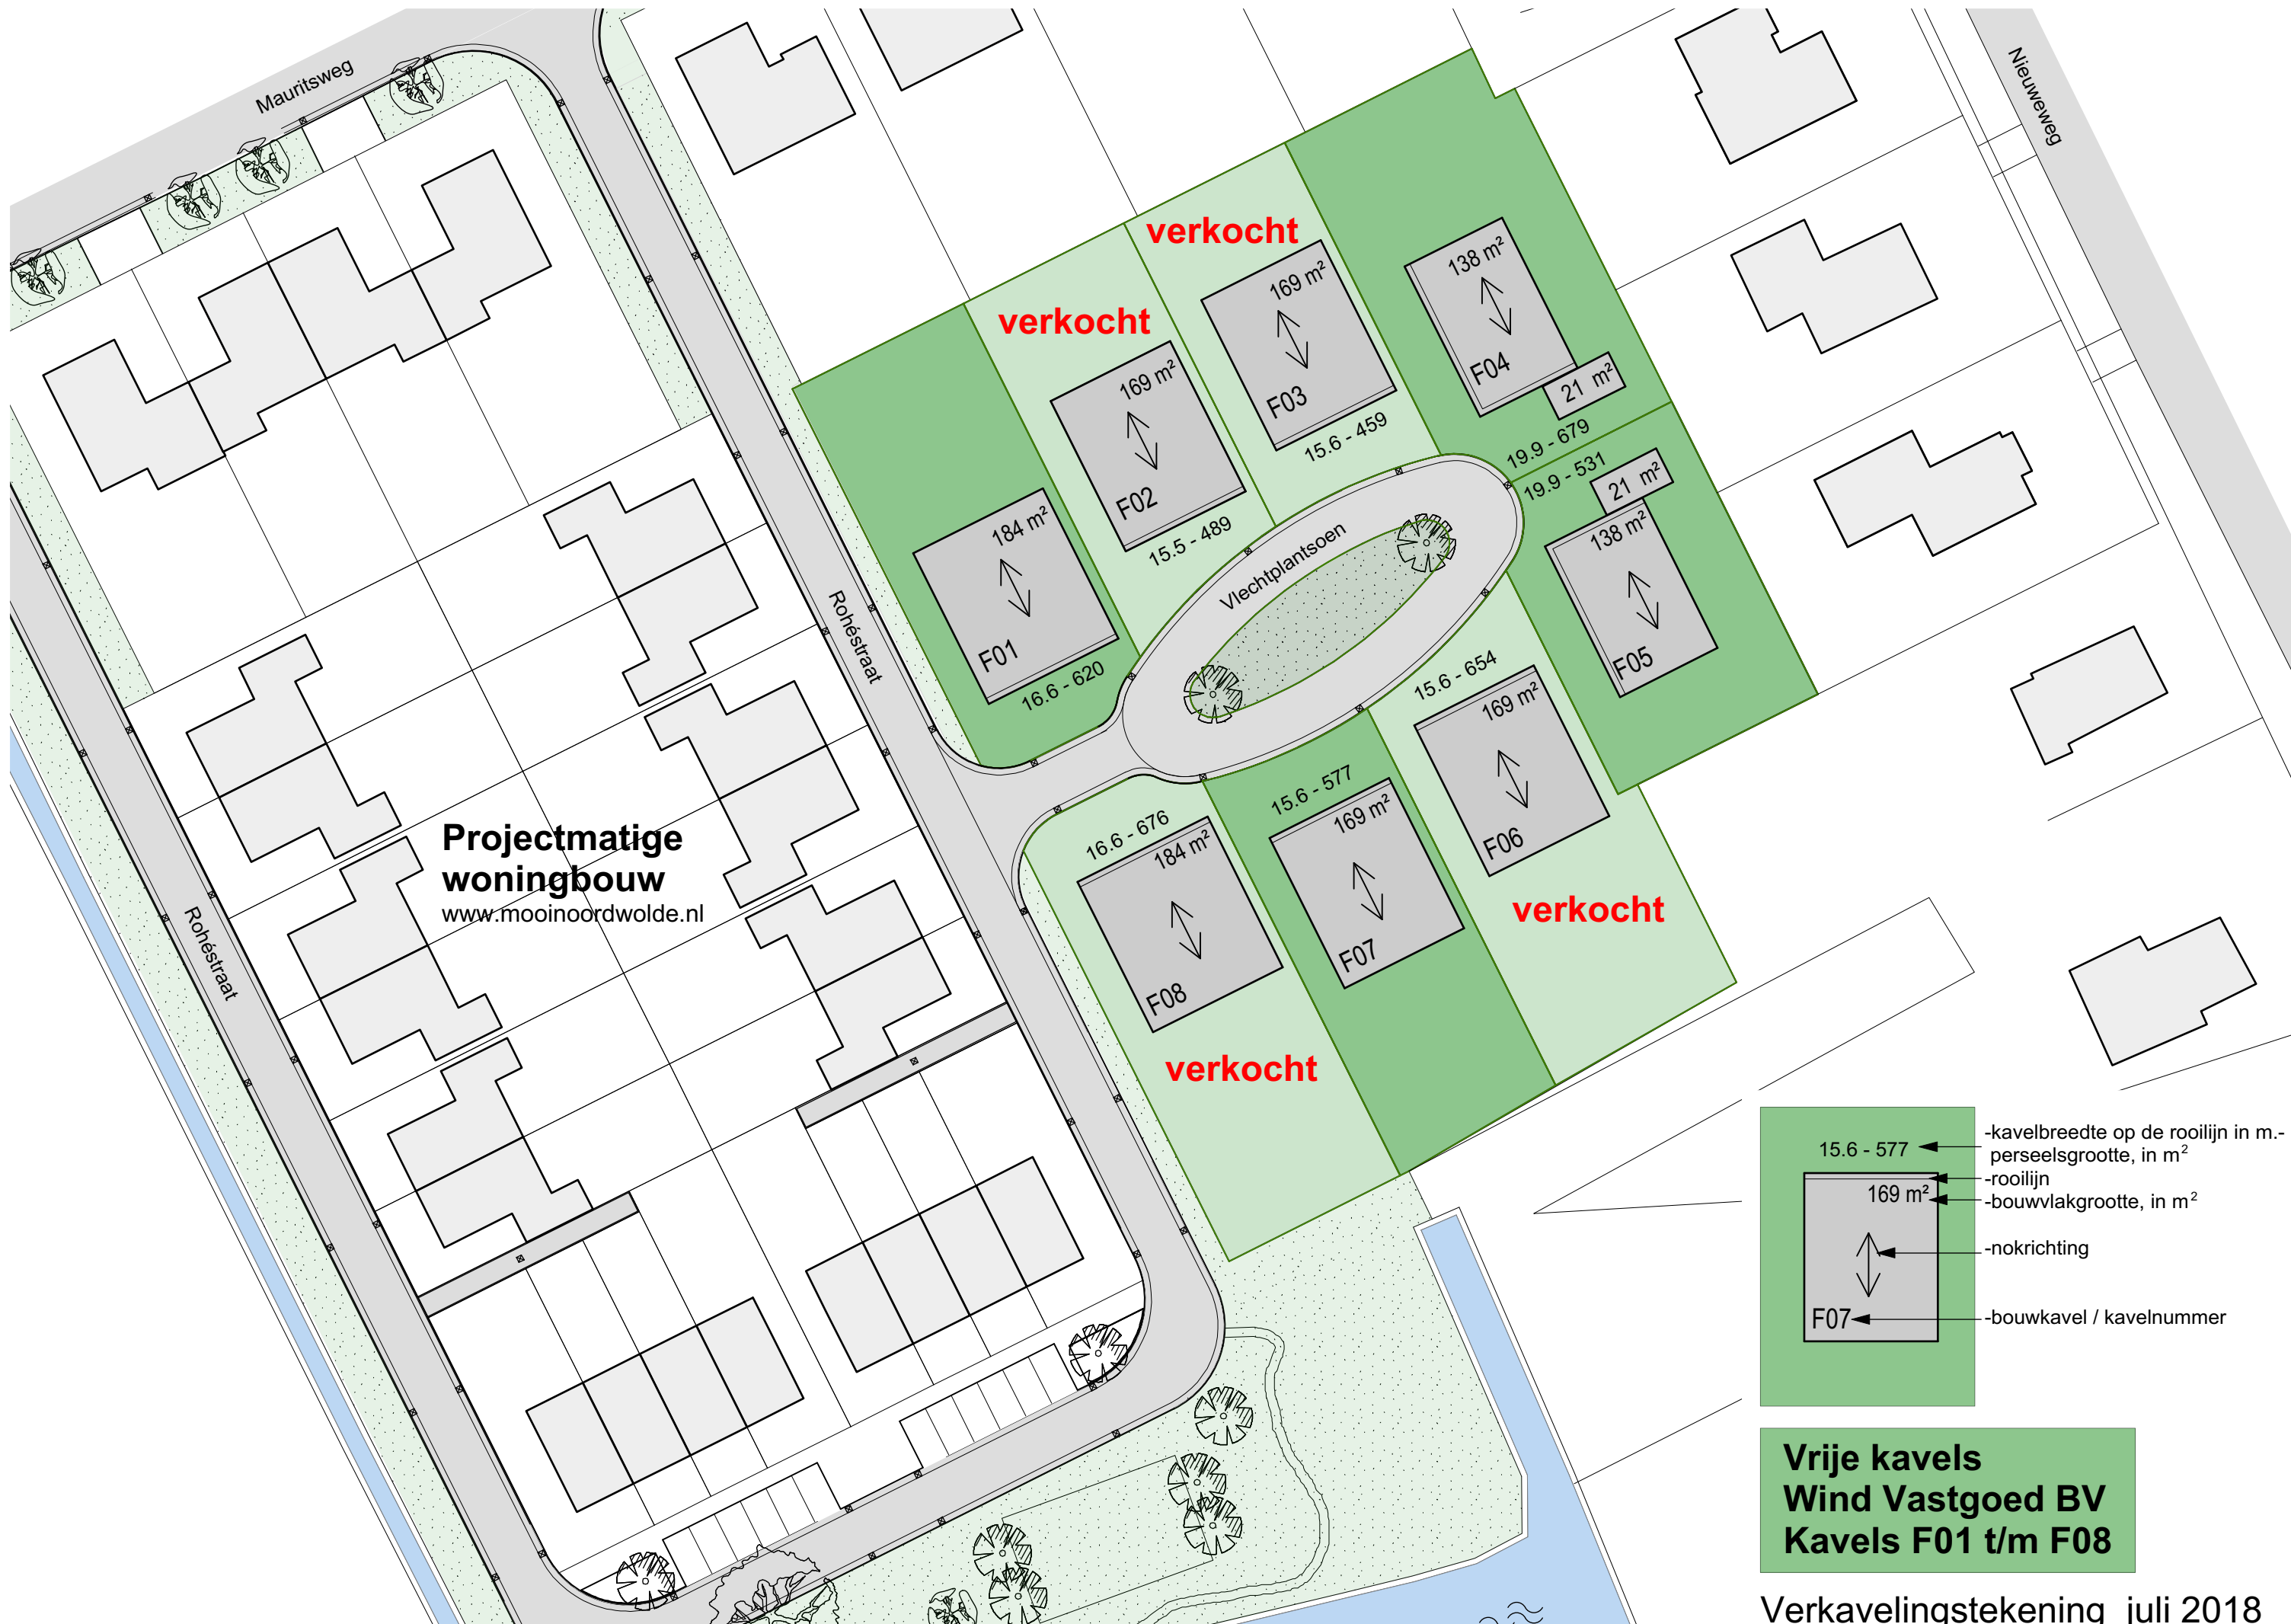 Mauritsweg
Nieuweweg
verkocht
verkocht
169 m²
F03
15.6 - 459
138 m²
F04
21 m²
19.9 - 679
169 m²
F02
15.5 - 489
19.9 - 531
21 m²
138 m²
F05
184 m²
F01
16.6 - 620
Vlechtplantsoen
Rohéstraat
15.6 - 654
169 m²
F06
verkocht
15.6 - 577
169 m²
F07
16.6 - 676
184 m²
F08
verkocht
Projectmatige
woningbouw
www.mooinoordwolde.nl
Rohéstraat
15.6 - 577
169 m²
F07
-kavelbreedte op de rooilijn in m.-
perseelsgrootte, in m²
-rooilijn
-bouwvlakgrootte, in m²
-nokrichting
-bouwkavel / kavelnummer
Vrije kavels
Wind Vastgoed BV
Kavels F01 t/m F08
Verkavelingstekening juli 2018